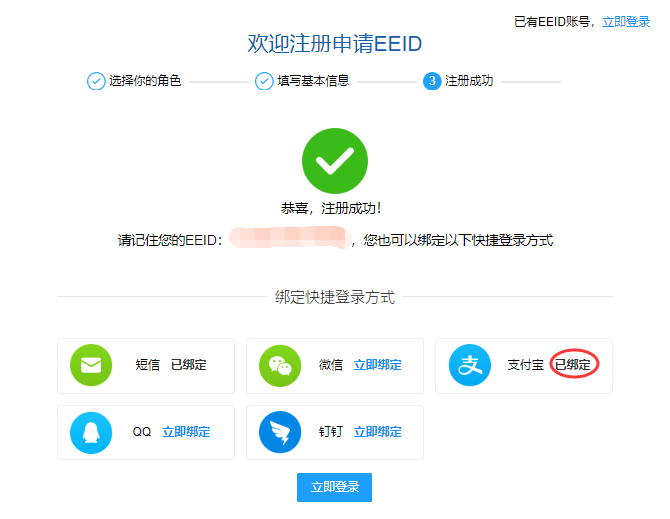 已有EEID账号，立即登录
欢迎注册申请EEID
选择你的角色 填写基本信息 3 注册成功
恭喜，注册成功！
请记住您的EEID： ，您也可以绑定以下快捷登录方式
绑定快捷登录方式
短信 已绑定 微信 立即绑定 支付宝 已绑定
QQ 立即绑定 钉钉 立即绑定
立即登录